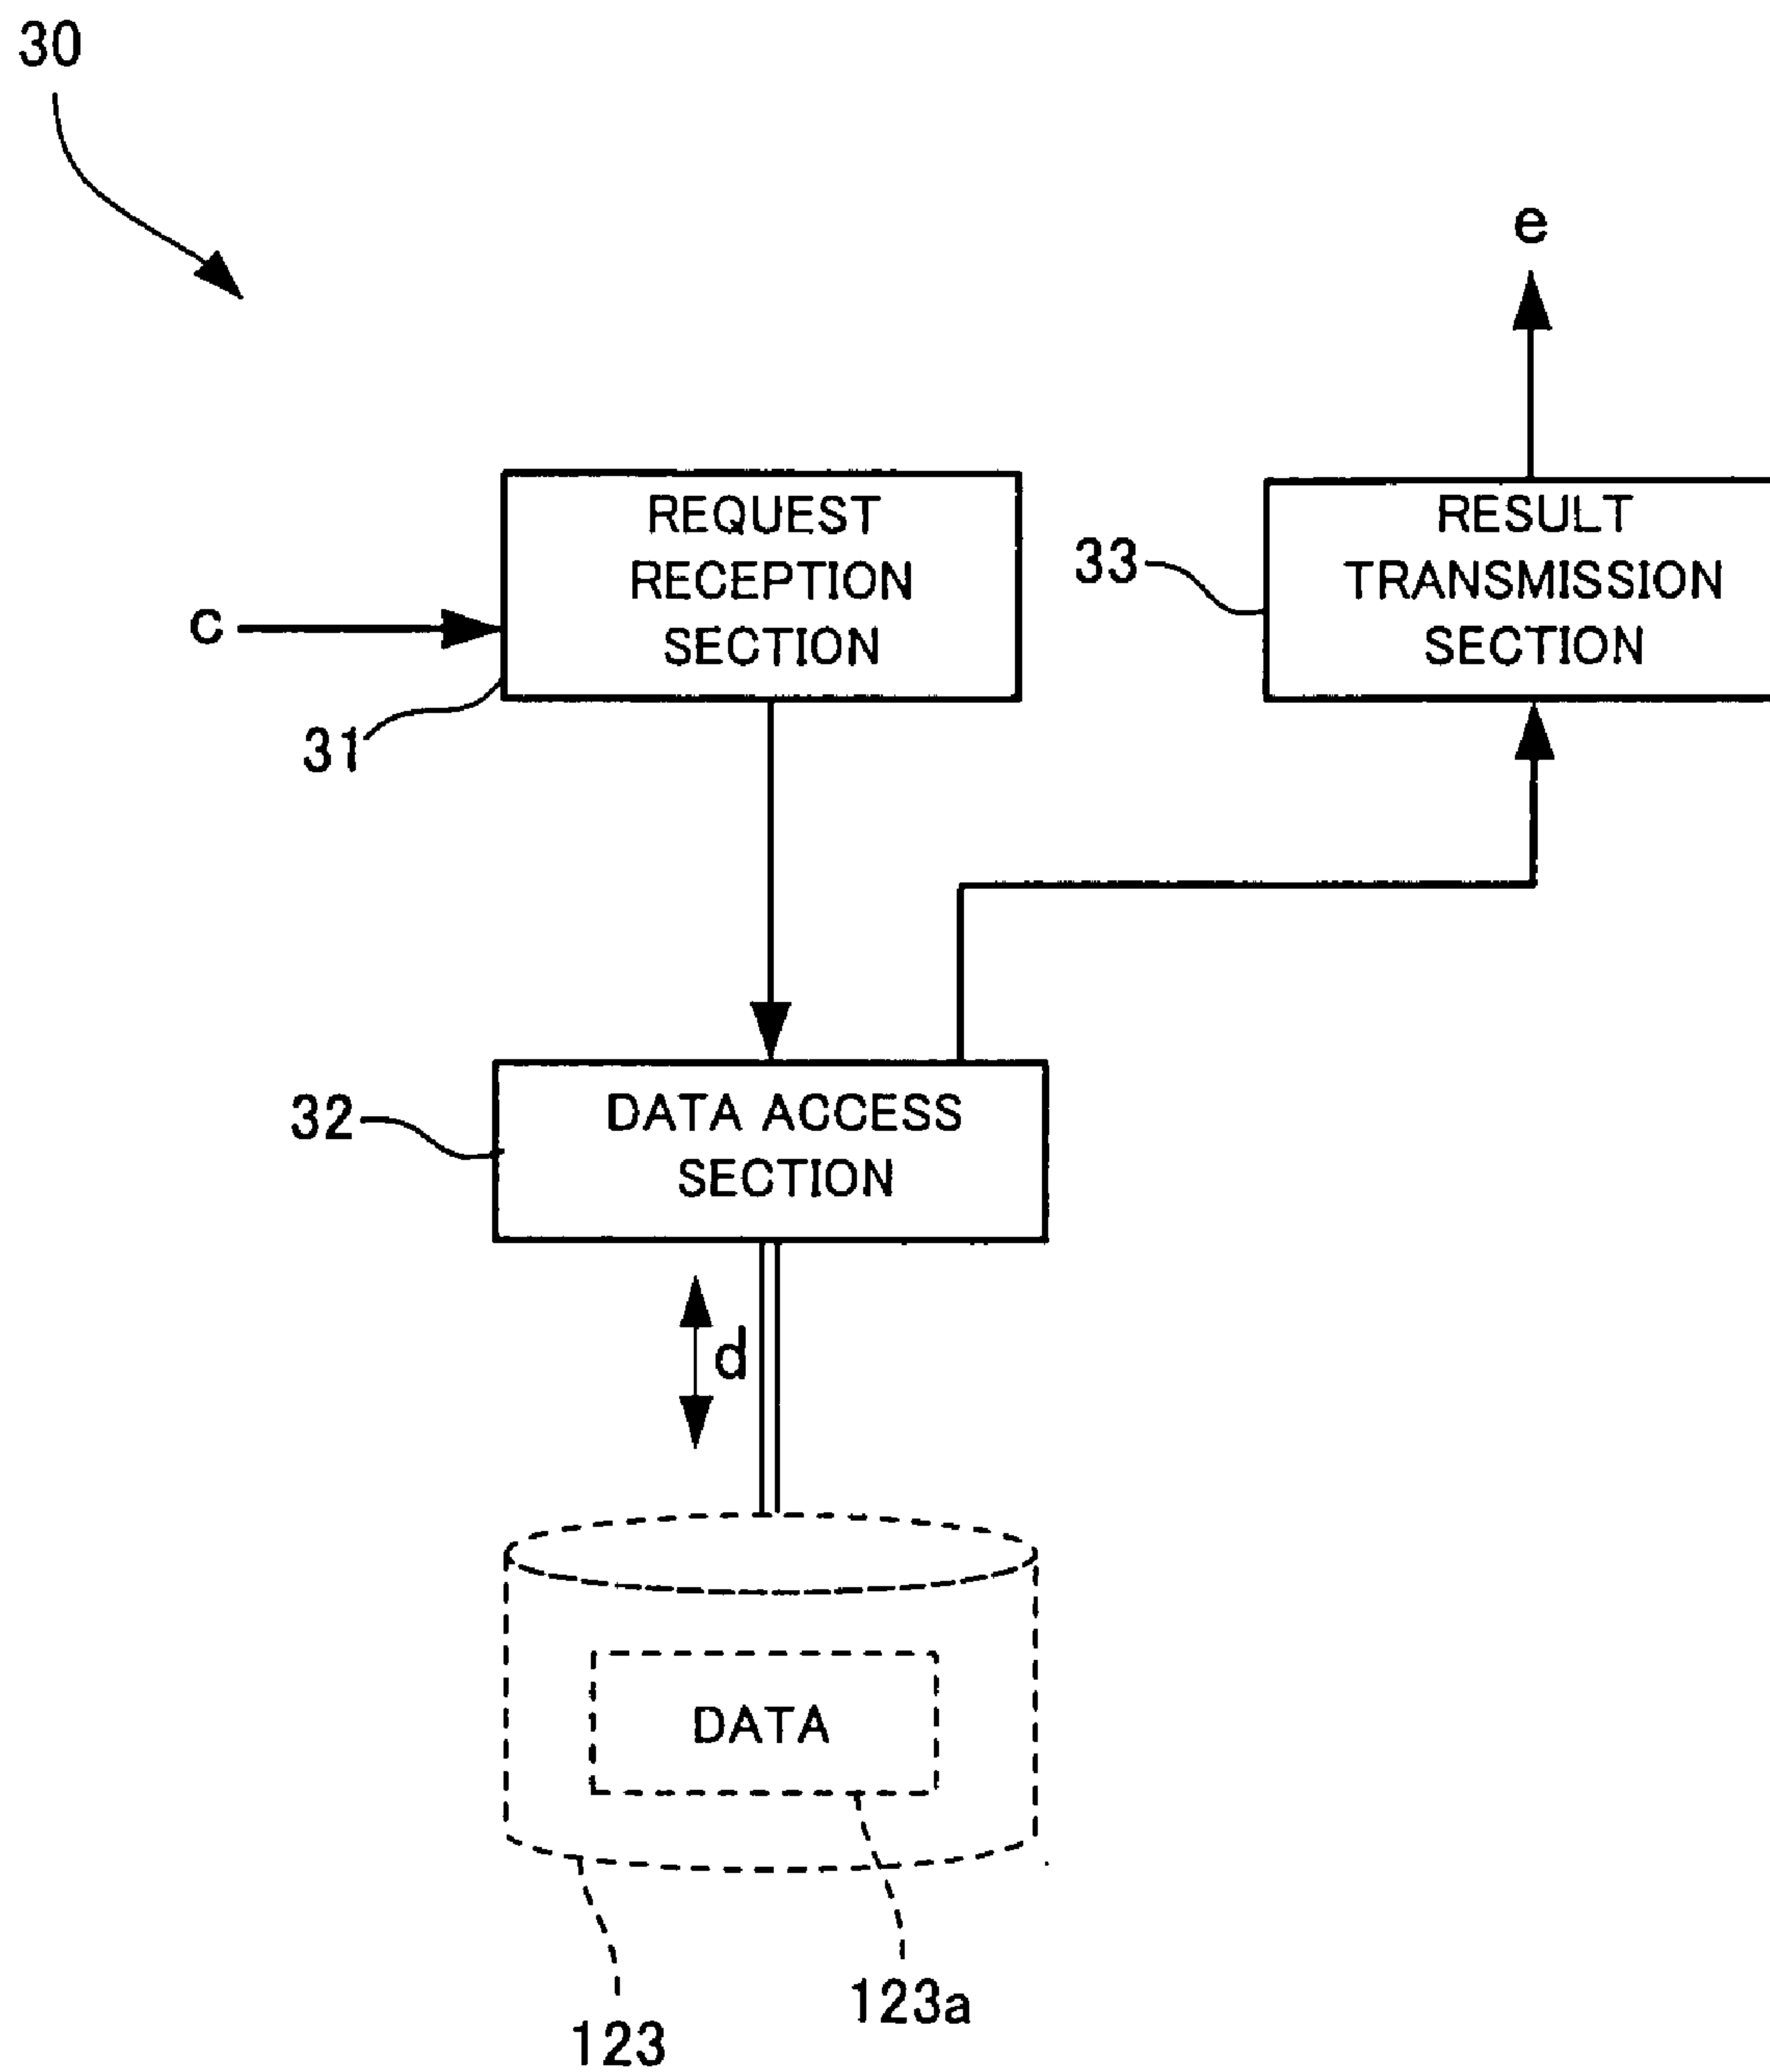 30
e
REQUEST
RECEPTION
SECTION
RESULT
TRANSMISSION
SECTION
33
c
31
32
DATA ACCESS
SECTION
d
DATA
123a
123